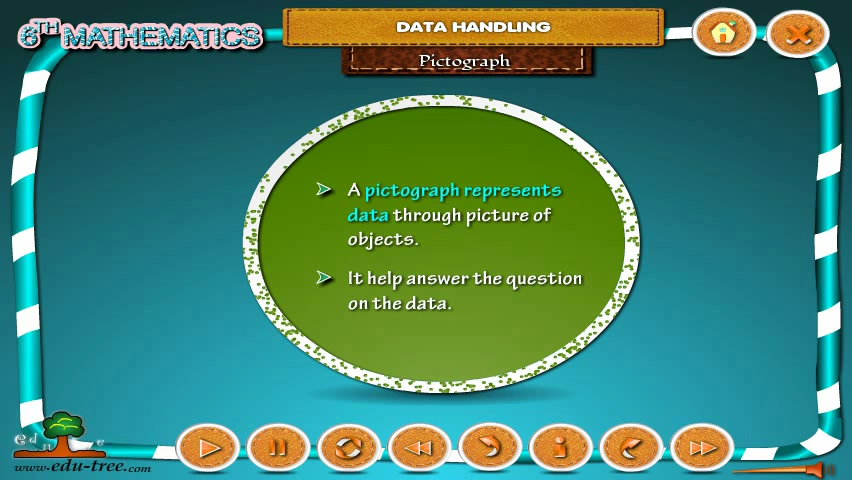 6TH MATHEMATICS
DATA HANDLING
Pictograph
A pictograph represents
data through picture of
objects.
It help answer the question
on the data.
www.edu-tree.com